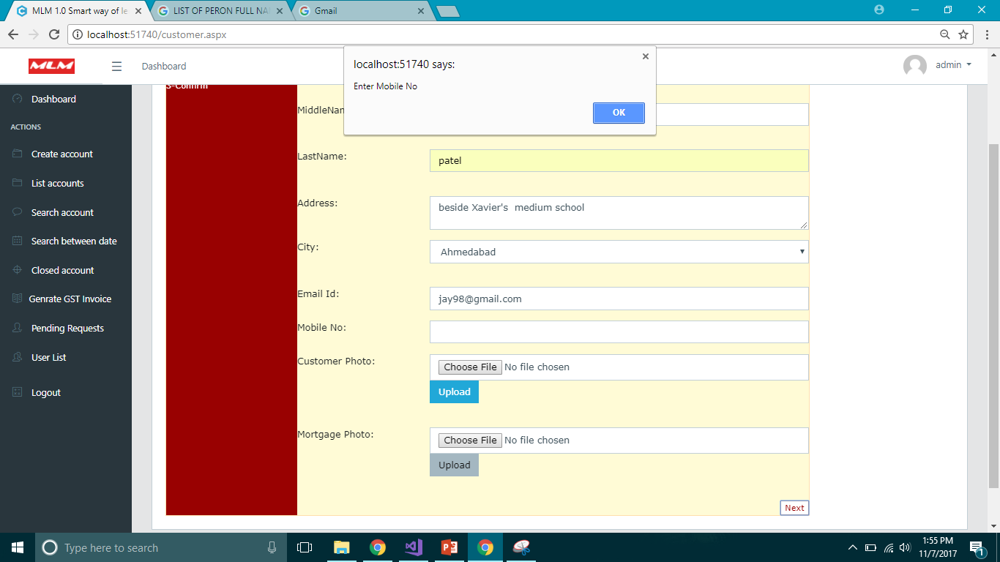 MLM 1.0 Smart way of le
LIST OF PERON FULL NA
Gmail
localhost:51740/customer.aspx
MLM
Dashboard
admin
localhost:51740 says:
Enter Mobile No
OK
Dashboard
ACTIONS
Create account
List accounts
Search account
Search between date
Closed account
Genrate GST Invoice
Pending Requests
User List
Logout
3-Confirm
MiddleNam
LastName:
patel
Address:
beside Xavier's  medium school
City:
Ahmedabad
Email Id:
jay98@gmail.com
Mobile No:
Customer Photo:
Choose File No file chosen
Upload
Mortgage Photo:
Choose File No file chosen
Upload
Next
Type here to search
1:55 PM
11/7/2017
1